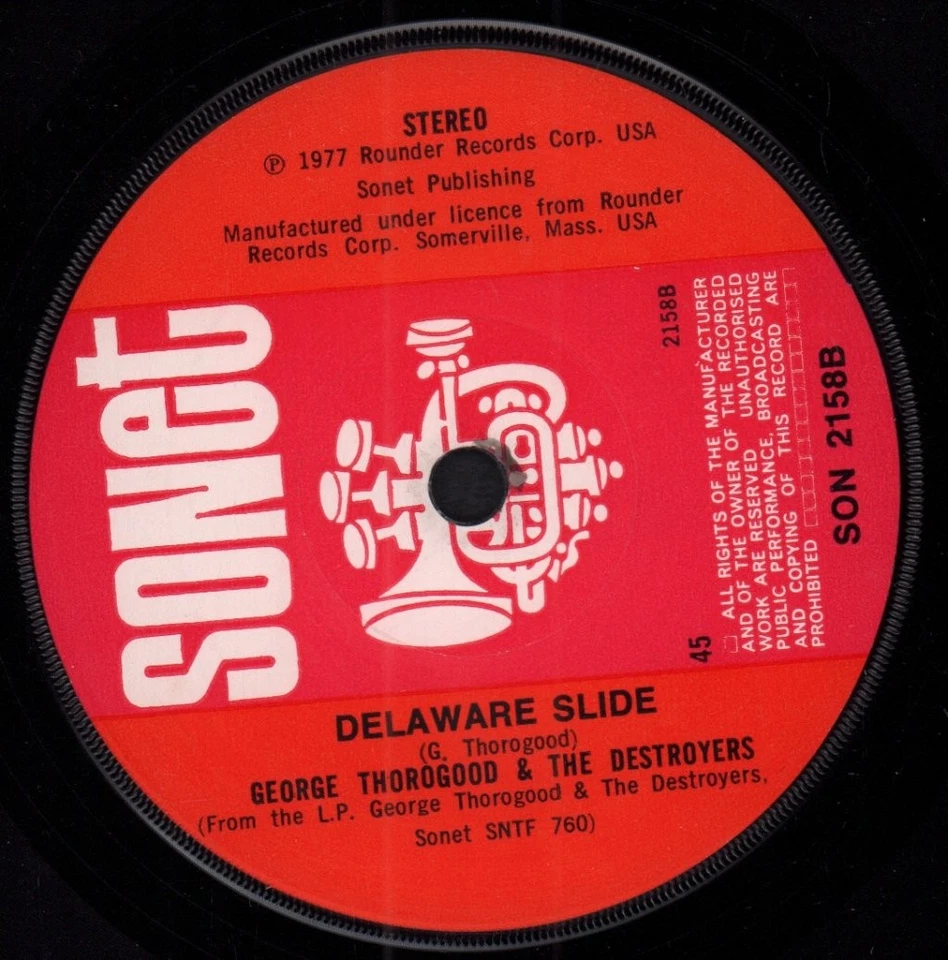 STEREO
℗ 1977 Rounder Records Corp. USA
Sonet Publishing
Manufactured under licence from Rounder
Records Corp. Somerville, Mass. USA
sonet
2158B
45
ALL RIGHTS OF THE MANUFACTURER
AND OF THE OWNER OF THE RECORDED
WORK ARE RESERVED UNAUTHORISED
PUBLIC PERFORMANCE, BROADCASTING
AND COPYING OF THIS RECORD ARE
PROHIBITED
SON 2158B
DELAWARE SLIDE
(G. Thorogood)
GEORGE THOROGOOD & THE DESTROYERS
(From the L.P. George Thorogood & The Destroyers,
Sonet SNTF 760)